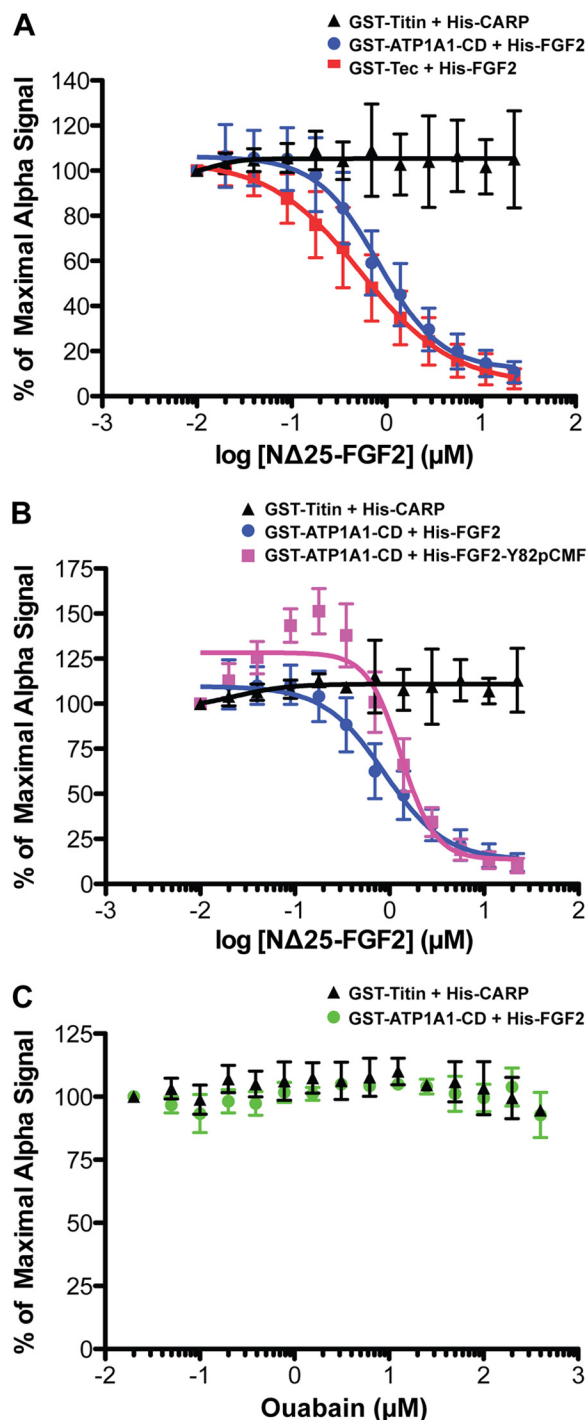 A
GST-Titin + His-CARP
GST-ATP1A1-CD + His-FGF2
GST-Tec + His-FGF2
% of Maximal Alpha Signal
140
120
100
80
60
40
20
0
-3 -2 -1 0 1 2
log [NΔ25-FGF2] (μM)
B
GST-Titin + His-CARP
GST-ATP1A1-CD + His-FGF2
GST-ATP1A1-CD + His-FGF2-Y82pCMF
% of Maximal Alpha Signal
175
150
125
100
75
50
25
0
-3 -2 -1 0 1 2
log [NΔ25-FGF2] (μM)
C
GST-Titin + His-CARP
GST-ATP1A1-CD + His-FGF2
% of Maximal Alpha Signal
125
100
75
50
25
0
-2 -1 0 1 2 3
Ouabain (μM)